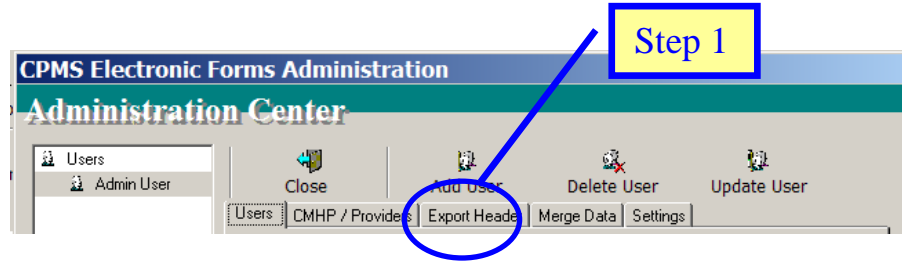 Step 1
CPMS Electronic Forms Administration
Administration Center
Users
Admin User
Close Add User Delete User Update User
Users CMHP / Providers Export Header Merge Data Settings